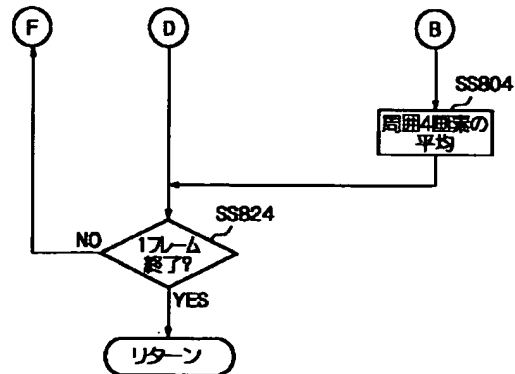 F
D
B
SS804
周囲4画素の
平均
SS824
NO
1フレーム
終了?
YES
リターン